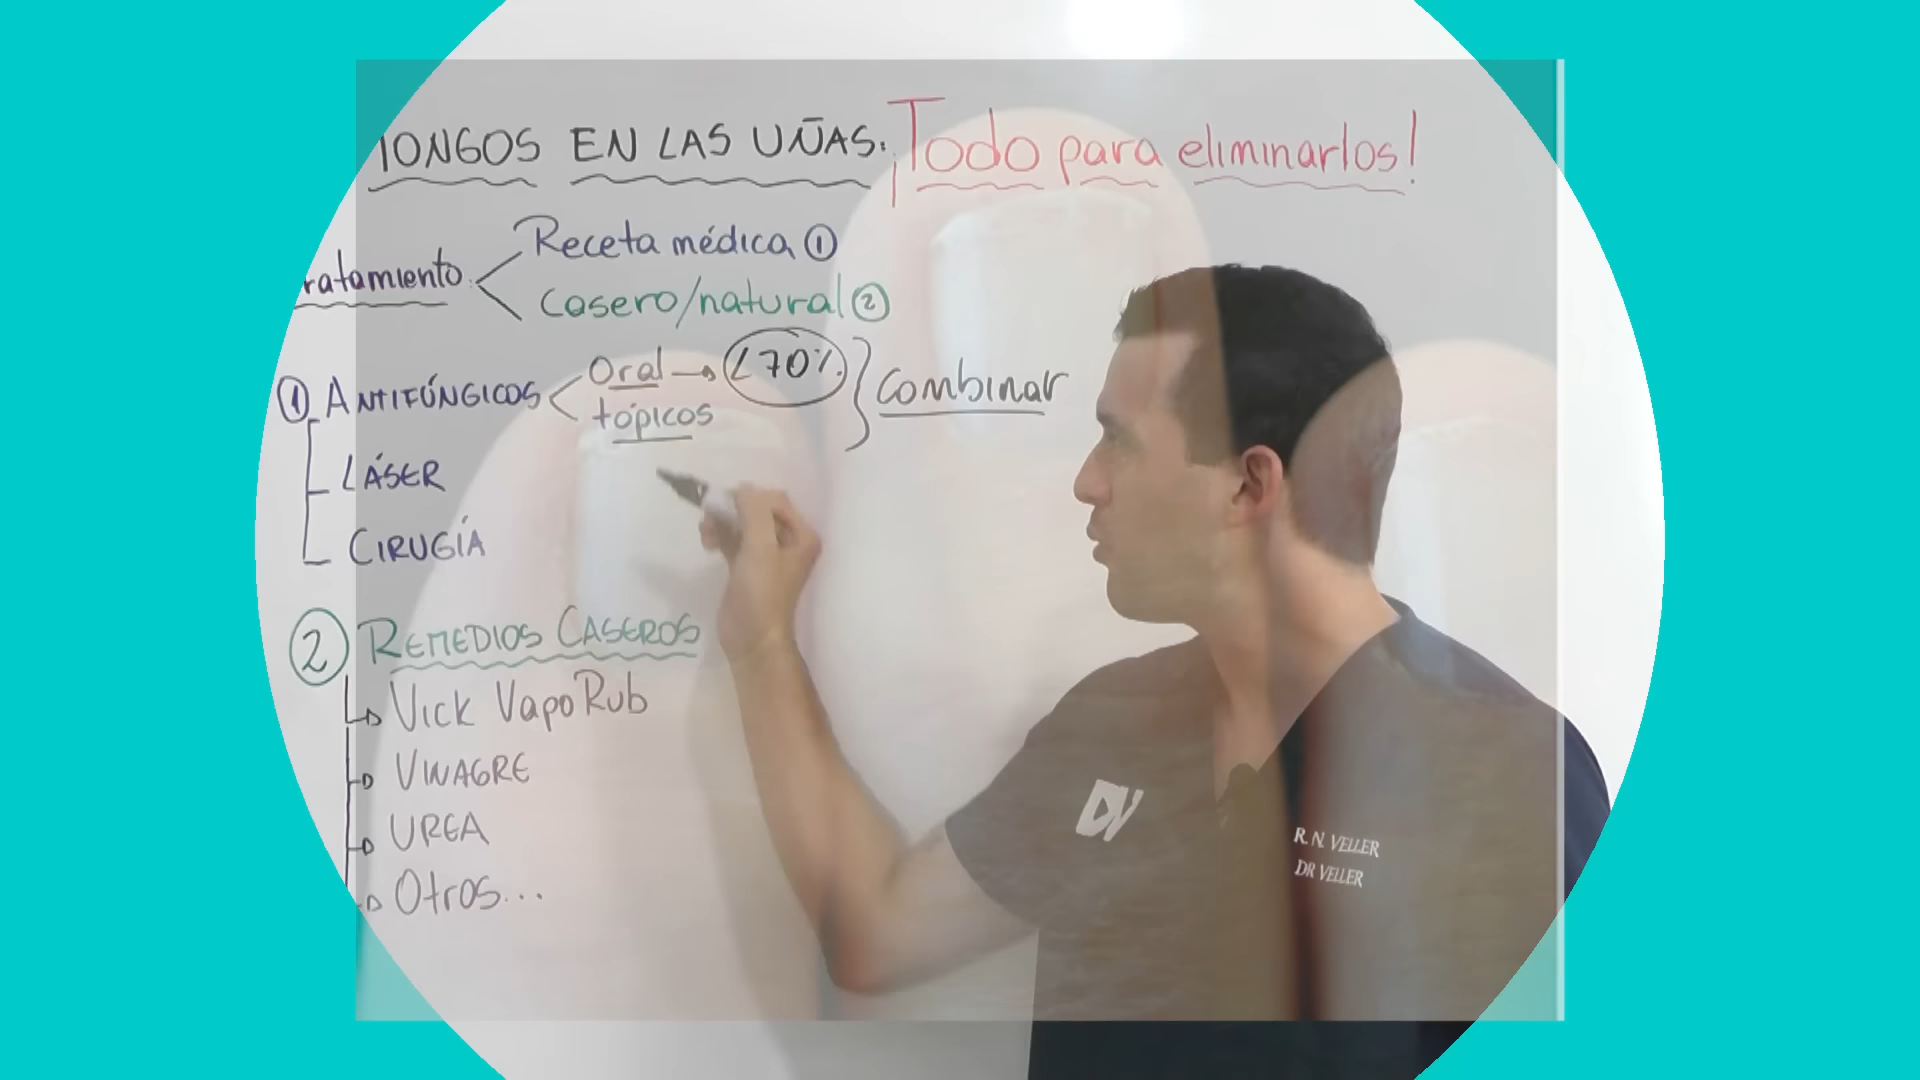 IONGOS EN LAS UÑAS: ¡Todo para eliminarlos!
ratamiento: Receta médica ①
Casero/natural ②
① ANTIFÚNGICOS Oral → <70% } Combinar
tópicos
LÁSER
CIRUGÍA
② REMEDIOS CASEROS
VICK VapoRub
VINAGRE
UREA
Otros...
DV
R. N. VELLER
DR VELLER